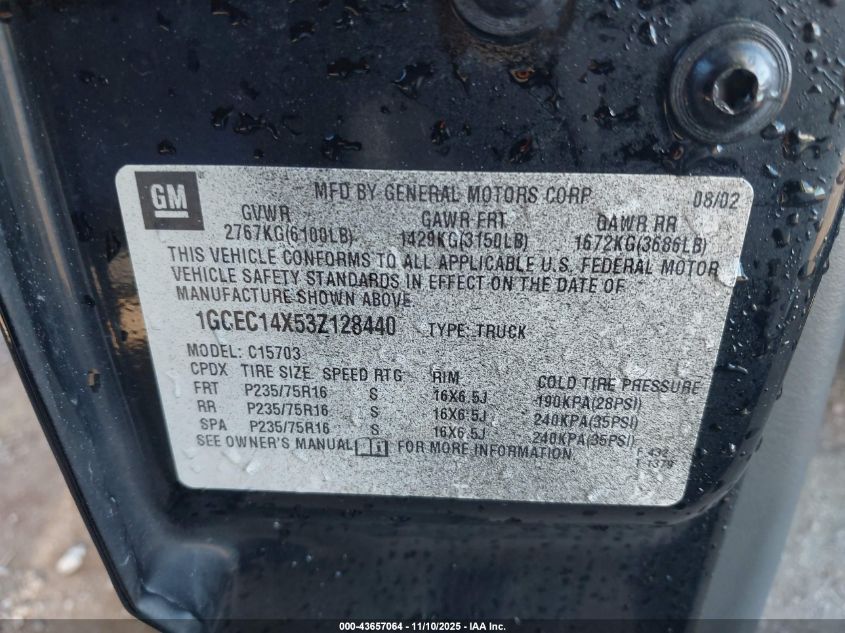 GM
MFD BY GENERAL MOTORS CORP 08/02
GVWR GAWR FRT GAWR RR
2767KG(6100LB) 1429KG(3150LB) 1672KG(3686LB)
THIS VEHICLE CONFORMS TO ALL APPLICABLE U.S. FEDERAL MOTOR
VEHICLE SAFETY STANDARDS IN EFFECT ON THE DATE OF
MANUFACTURE SHOWN ABOVE.
1GCEC14X53Z128440 TYPE: TRUCK
MODEL: C15703
CPDX TIRE SIZE SPEED RTG RIM COLD TIRE PRESSURE
FRT P235/75R16 S 16X6.5J 190KPA(28PSI)
RR P235/75R16 S 16X6.5J 240KPA(35PSI)
SPA P235/75R16 S 16X6.5J 240KPA(35PSI)
SEE OWNER'S MANUAL FOR MORE INFORMATION
000-43657064 - 11/10/2025 - IAA Inc.